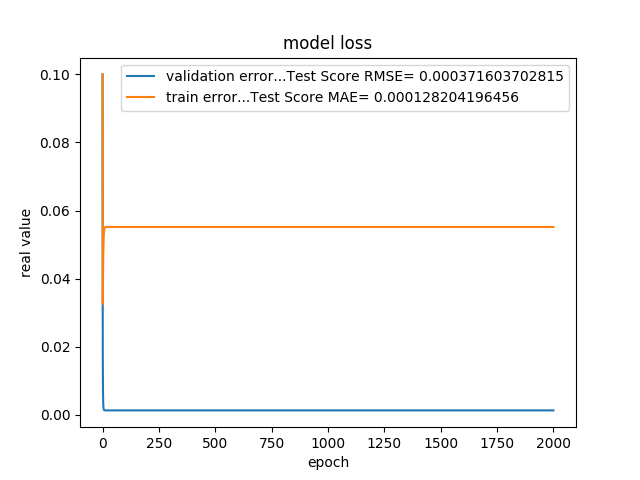 model loss
validation error...Test Score RMSE= 0.000371603702815
train error...Test Score MAE= 0.000128204196456
real value
0.10
0.08
0.06
0.04
0.02
0.00
0 250 500 750 1000 1250 1500 1750 2000
epoch